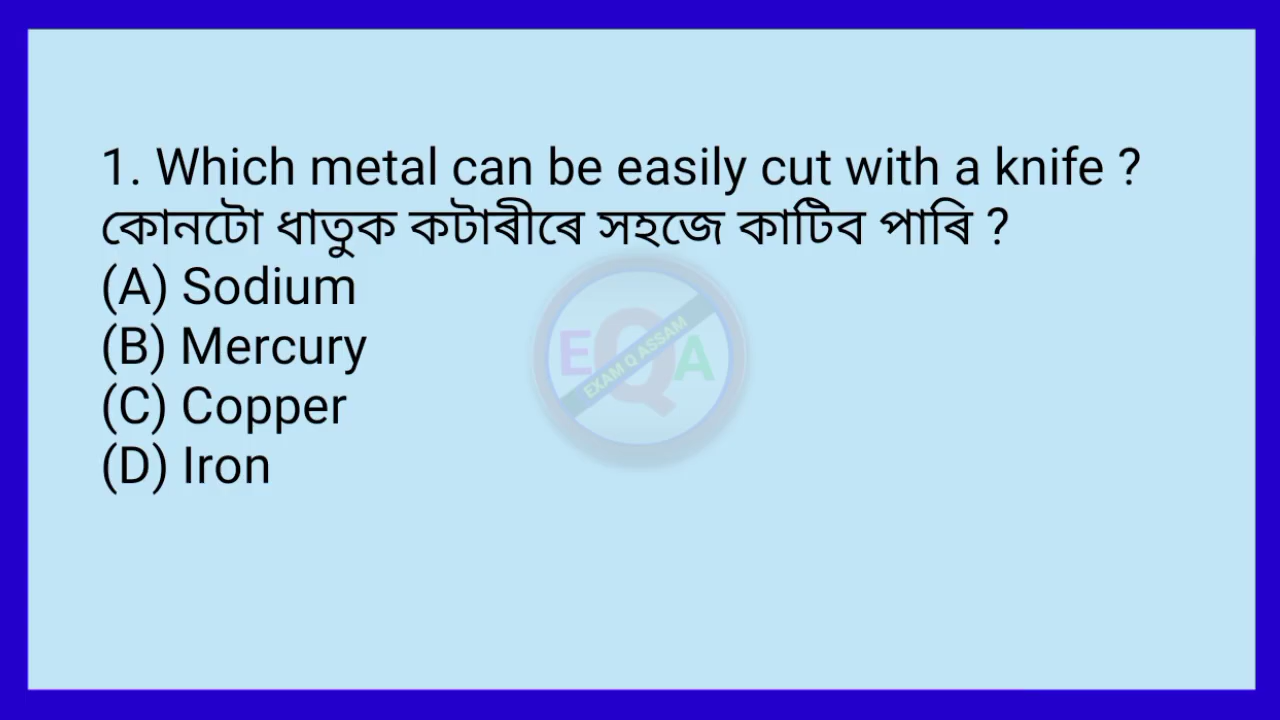 1. Which metal can be easily cut with a knife ?
কোনটো ধাতুক কটাৰীৰে সহজে কাটিব পাৰি ?
(A) Sodium
(B) Mercury
(C) Copper
(D) Iron
EQA
EXAM Q ASSAM